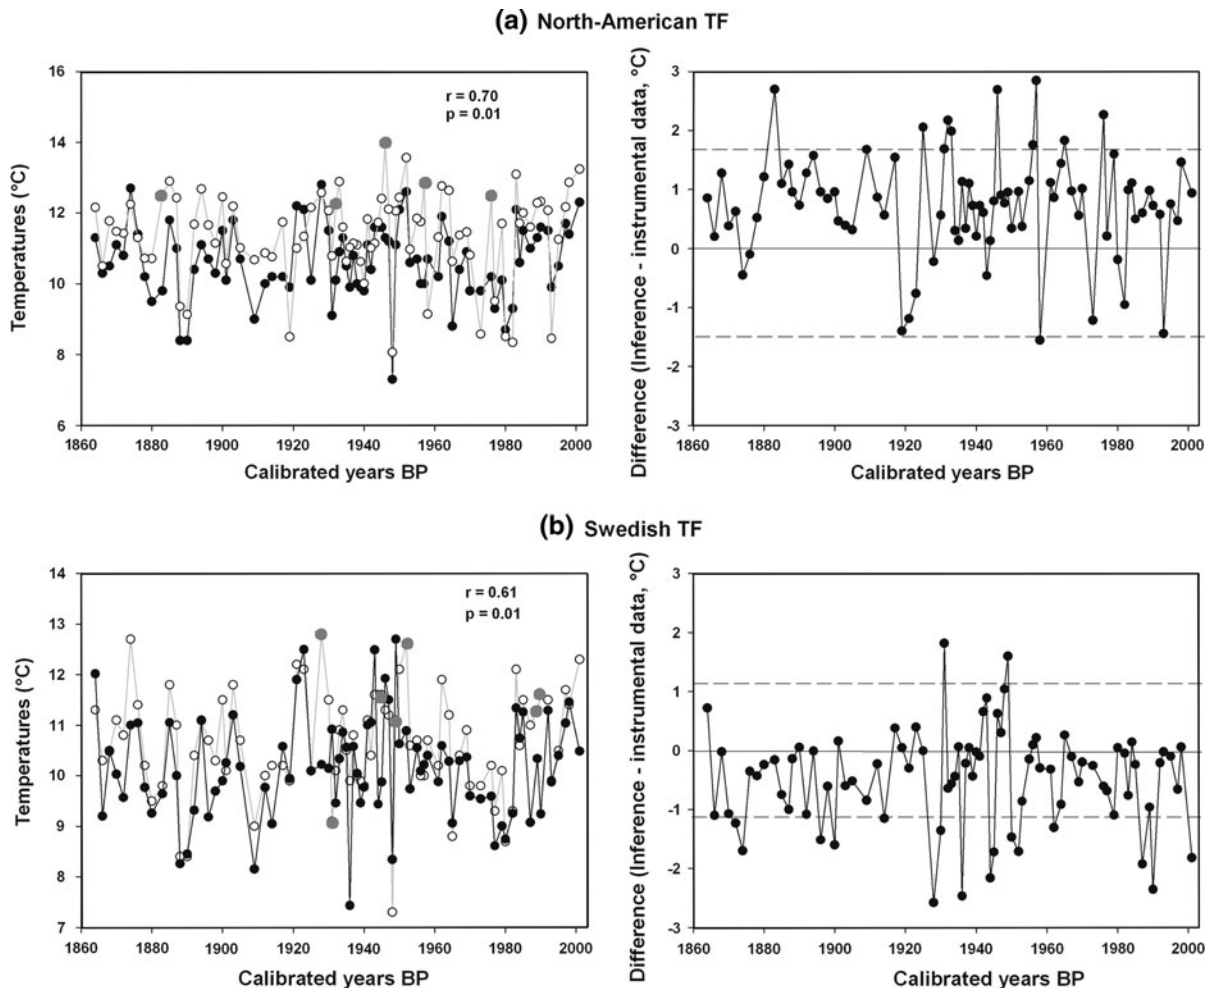 (a) North-American TF
Temperatures (°C)
16
14
12
10
8
6
r = 0.70
p = 0.01
1860 1880 1900 1920 1940 1960 1980 2000
Calibrated years BP
Difference (Inference - instrumental data, °C)
3
2
1
0
-1
-2
-3
1860 1880 1900 1920 1940 1960 1980 2000
Calibrated years BP
(b) Swedish TF
Temperatures (°C)
14
13
12
11
10
9
8
7
r = 0.61
p = 0.01
1860 1880 1900 1920 1940 1960 1980 2000
Calibrated years BP
Difference (Inference - instrumental data, °C)
3
2
1
0
-1
-2
-3
1860 1880 1900 1920 1940 1960 1980 2000
Calibrated years BP